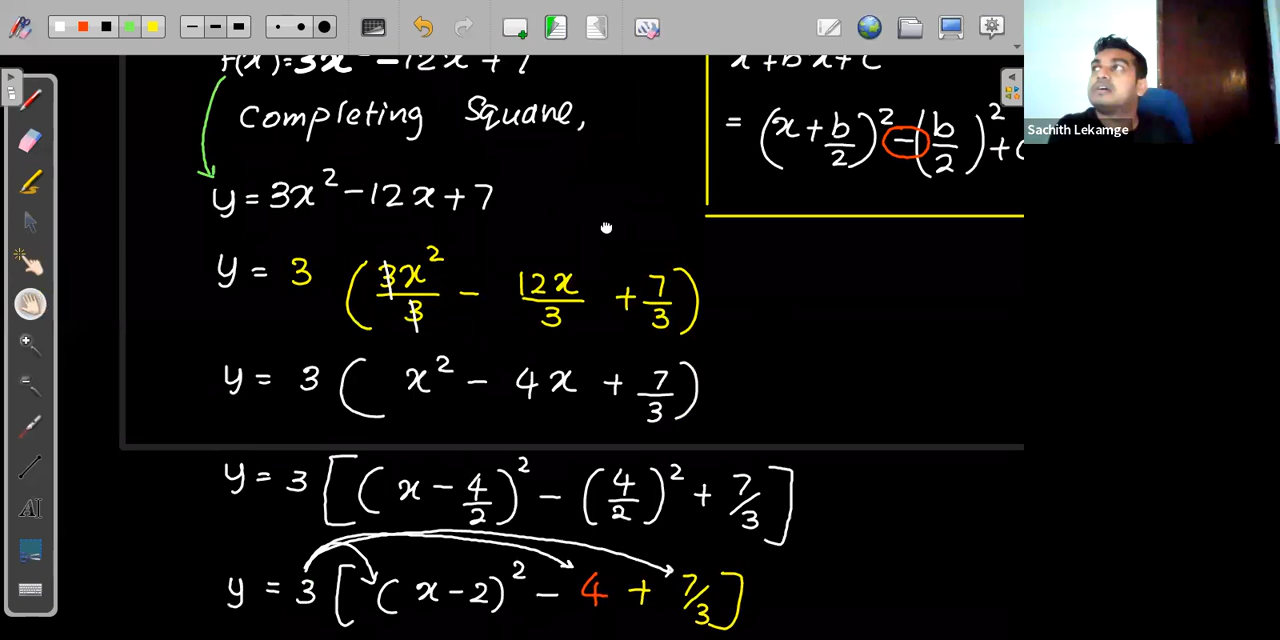 f(x)=3x² -12x+7
Completing Square,
y = 3x² - 12x + 7
y = 3 (3x²/3 - 12x/3 + 7/3)
y = 3 ( x² - 4x + 7/3)
y = 3 [(x - 4/2)² - (4/2)² + 7/3]
y = 3 [(x-2)² - 4 + 7/3]
= (x + b/2)² - (b/2)² +
Sachith Lekamge